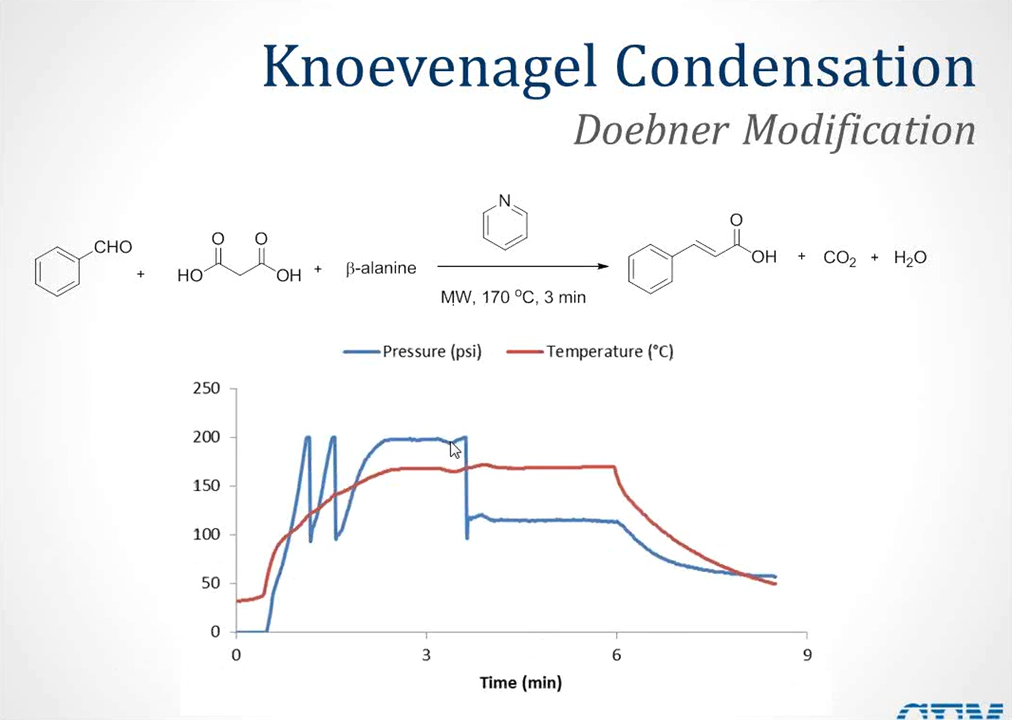 Knoevenagel Condensation
Doebner Modification
N
CHO
O O
HO OH
+ + β-alanine
MW, 170 °C, 3 min
O
OH
+ CO₂ + H₂O
Pressure (psi) Temperature (°C)
250
200
150
100
50
0
0 3 6 9
Time (min)